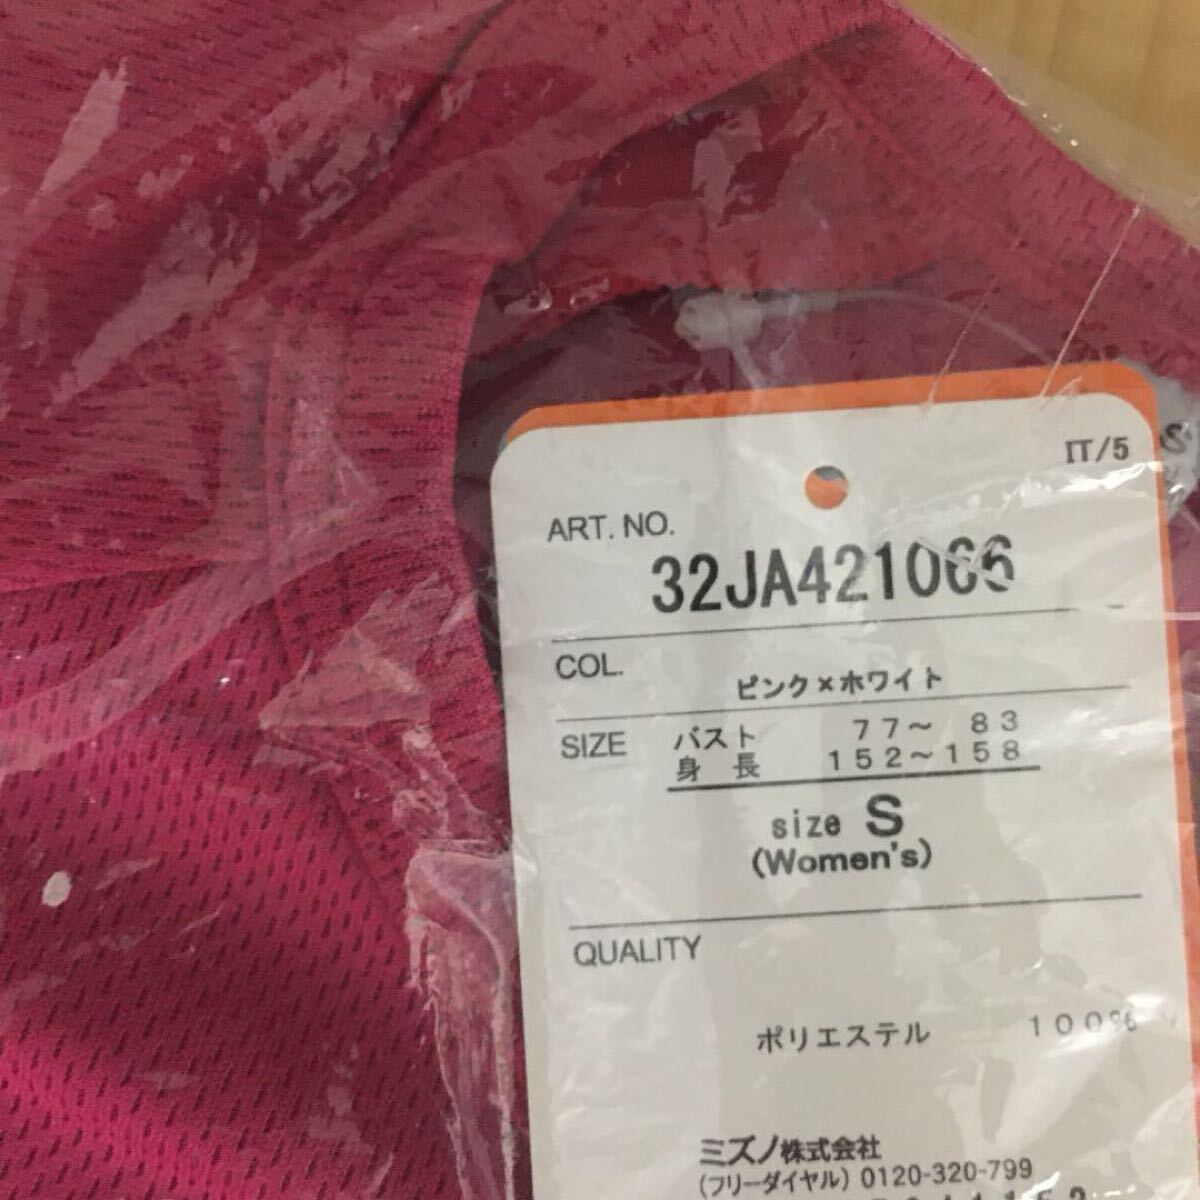 IT/5
ART. NO.
32JA421066
COL.
ピンク×ホワイト
SIZE バスト 77～ 83
身 長 152～158
size S
(Women's)
QUALITY
ポリエステル 100%
ミズノ株式会社
(フリーダイヤル) 0120-320-799